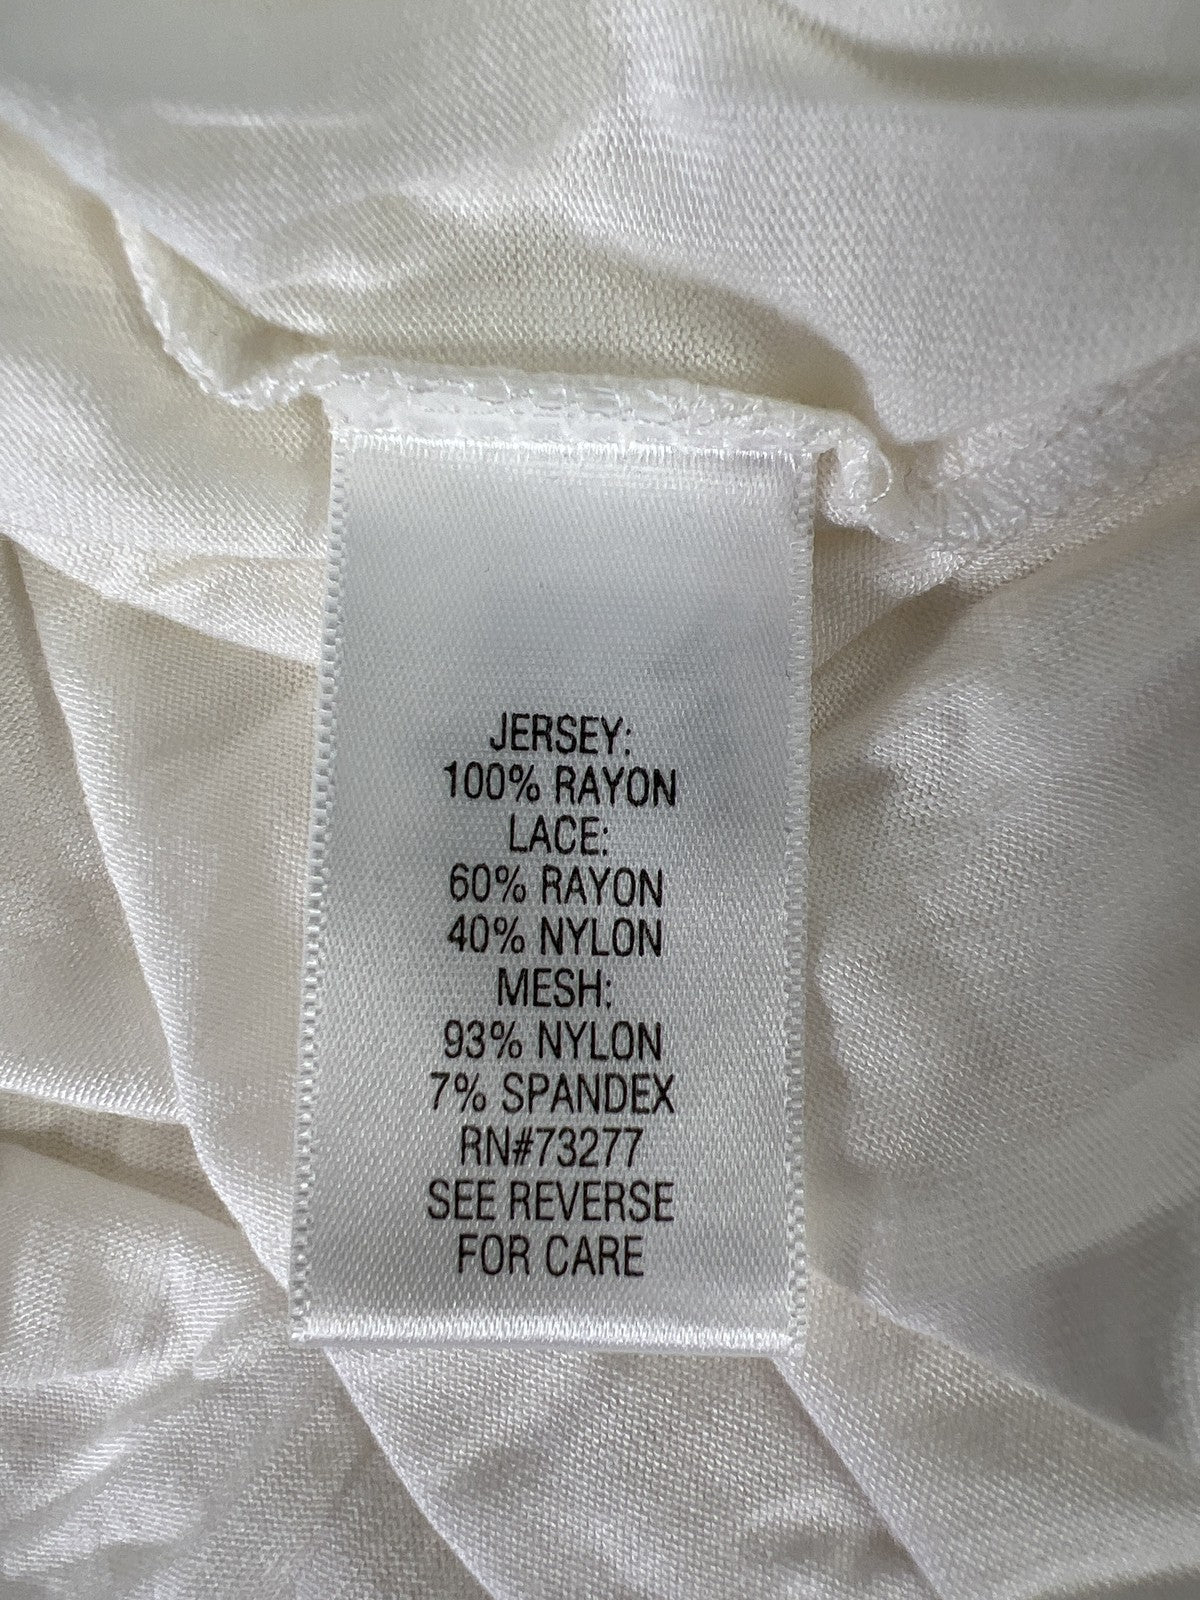 JERSEY:
100% RAYON
LACE:
60% RAYON
40% NYLON
MESH:
93% NYLON
7% SPANDEX
RN#73277
SEE REVERSE
FOR CARE